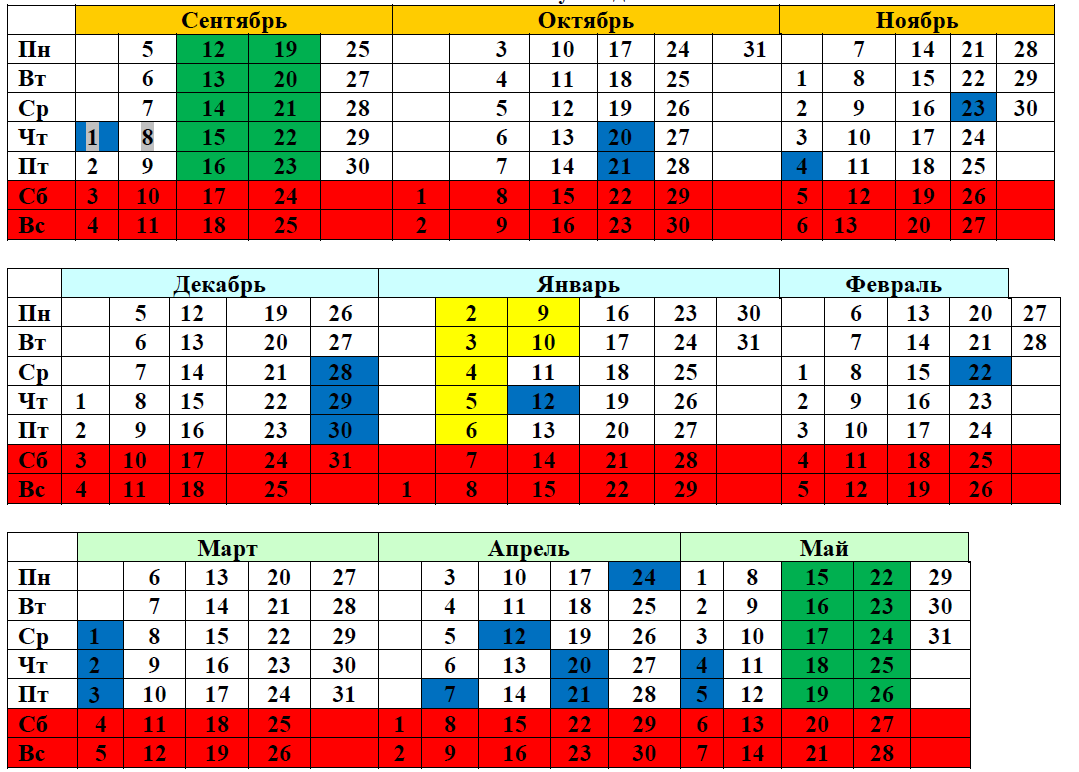 Сентябрь Октябрь Ноябрь
Пн 5 12 19 25 3 10 17 24 31 7 14 21 28
Вт 6 13 20 27 4 11 18 25 1 8 15 22 29
Ср 7 14 21 28 5 12 19 26 2 9 16 23 30
Чт 1 8 15 22 29 6 13 20 27 3 10 17 24
Пт 2 9 16 23 30 7 14 21 28 4 11 18 25
Сб 3 10 17 24 1 8 15 22 29 5 12 19 26
Вс 4 11 18 25 2 9 16 23 30 6 13 20 27
Декабрь Январь Февраль
Пн 5 12 19 26 2 9 16 23 30 6 13 20 27
Вт 6 13 20 27 3 10 17 24 31 7 14 21 28
Ср 7 14 21 28 4 11 18 25 1 8 15 22
Чт 1 8 15 22 29 5 12 19 26 2 9 16 23
Пт 2 9 16 23 30 6 13 20 27 3 10 17 24
Сб 3 10 17 24 31 7 14 21 28 4 11 18 25
Вс 4 11 18 25 1 8 15 22 29 5 12 19 26
Март Апрель Май
Пн 6 13 20 27 3 10 17 24 1 8 15 22 29
Вт 7 14 21 28 4 11 18 25 2 9 16 23 30
Ср 1 8 15 22 29 5 12 19 26 3 10 17 24 31
Чт 2 9 16 23 30 6 13 20 27 4 11 18 25
Пт 3 10 17 24 31 7 14 21 28 5 12 19 26
Сб 4 11 18 25 1 8 15 22 29 6 13 20 27
Вс 5 12 19 26 2 9 16 23 30 7 14 21 28